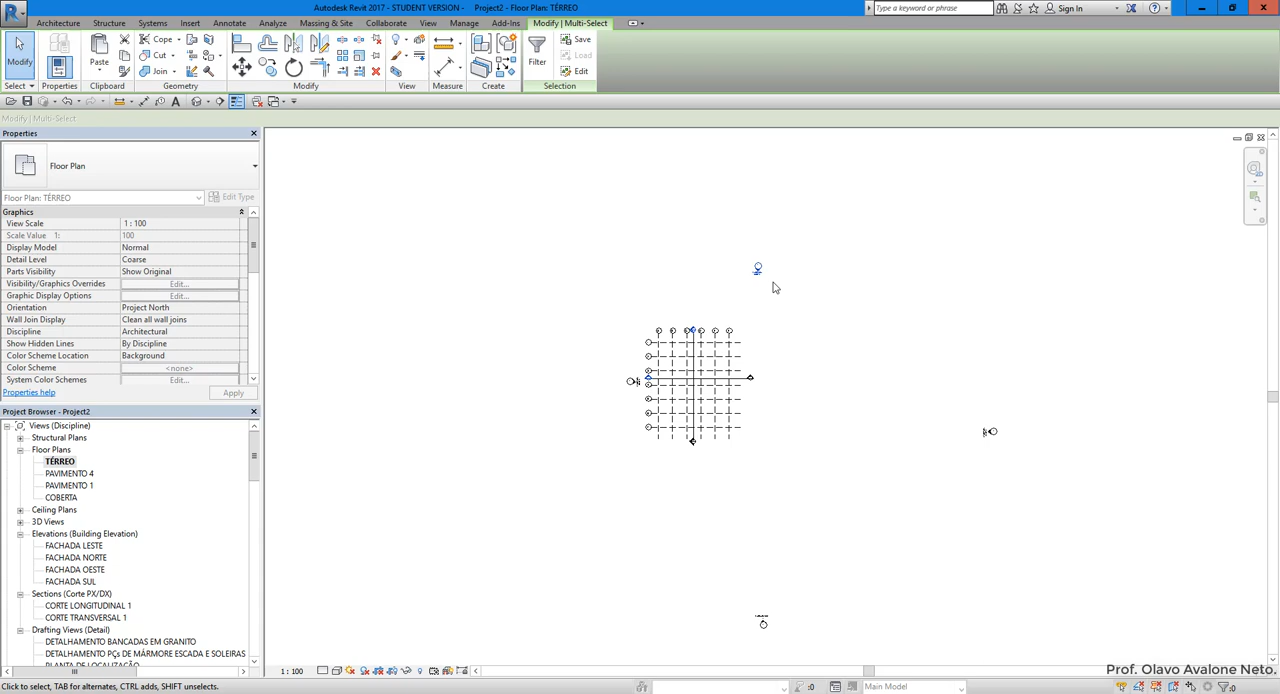 Autodesk Revit 2017 - STUDENT VERSION - Project2 - Floor Plan: TÉRREO
Type a keyword or phrase
Sign In
Architecture
Structure
Systems
Insert
Annotate
Analyze
Massing & Site
Collaborate
View
Manage
Add-Ins
Modify | Multi-Select
Modify
Paste
Cope
Cut
Join
Filter
Save
Load
Edit
Select
Properties
Clipboard
Geometry
Modify
View
Measure
Create
Selection
Modify | Multi-Select
Properties
Floor Plan
Floor Plan: TÉRREO
Edit Type
Graphics
View Scale 1 : 100
Scale Value 1: 100
Display Model Normal
Detail Level Coarse
Parts Visibility Show Original
Visibility/Graphics Overrides Edit...
Graphic Display Options Edit...
Orientation Project North
Wall Join Display Clean all wall joins
Discipline Architectural
Show Hidden Lines By Discipline
Color Scheme Location Background
Color Scheme <none>
System Color Schemes Edit...
Properties help
Apply
Project Browser - Project2
Views (Discipline)
Structural Plans
Floor Plans
TÉRREO
PAVIMENTO 4
PAVIMENTO 1
COBERTA
Ceiling Plans
3D Views
Elevations (Building Elevation)
FACHADA LESTE
FACHADA NORTE
FACHADA OESTE
FACHADA SUL
Sections (Corte PX/DX)
CORTE LONGITUDINAL 1
CORTE TRANSVERSAL 1
Drafting Views (Detail)
DETALHAMENTO BANCADAS EM GRANITO
DETALHAMENTO PÇs DE MÁRMORE ESCADA E SOLEIRAS
PLANTA DE LOCALIZAÇÃO
1 : 100
Prof. Olavo Avalone Neto.
Click to select, TAB for alternates, CTRL adds, SHIFT unselects.
:0
Main Model
:0